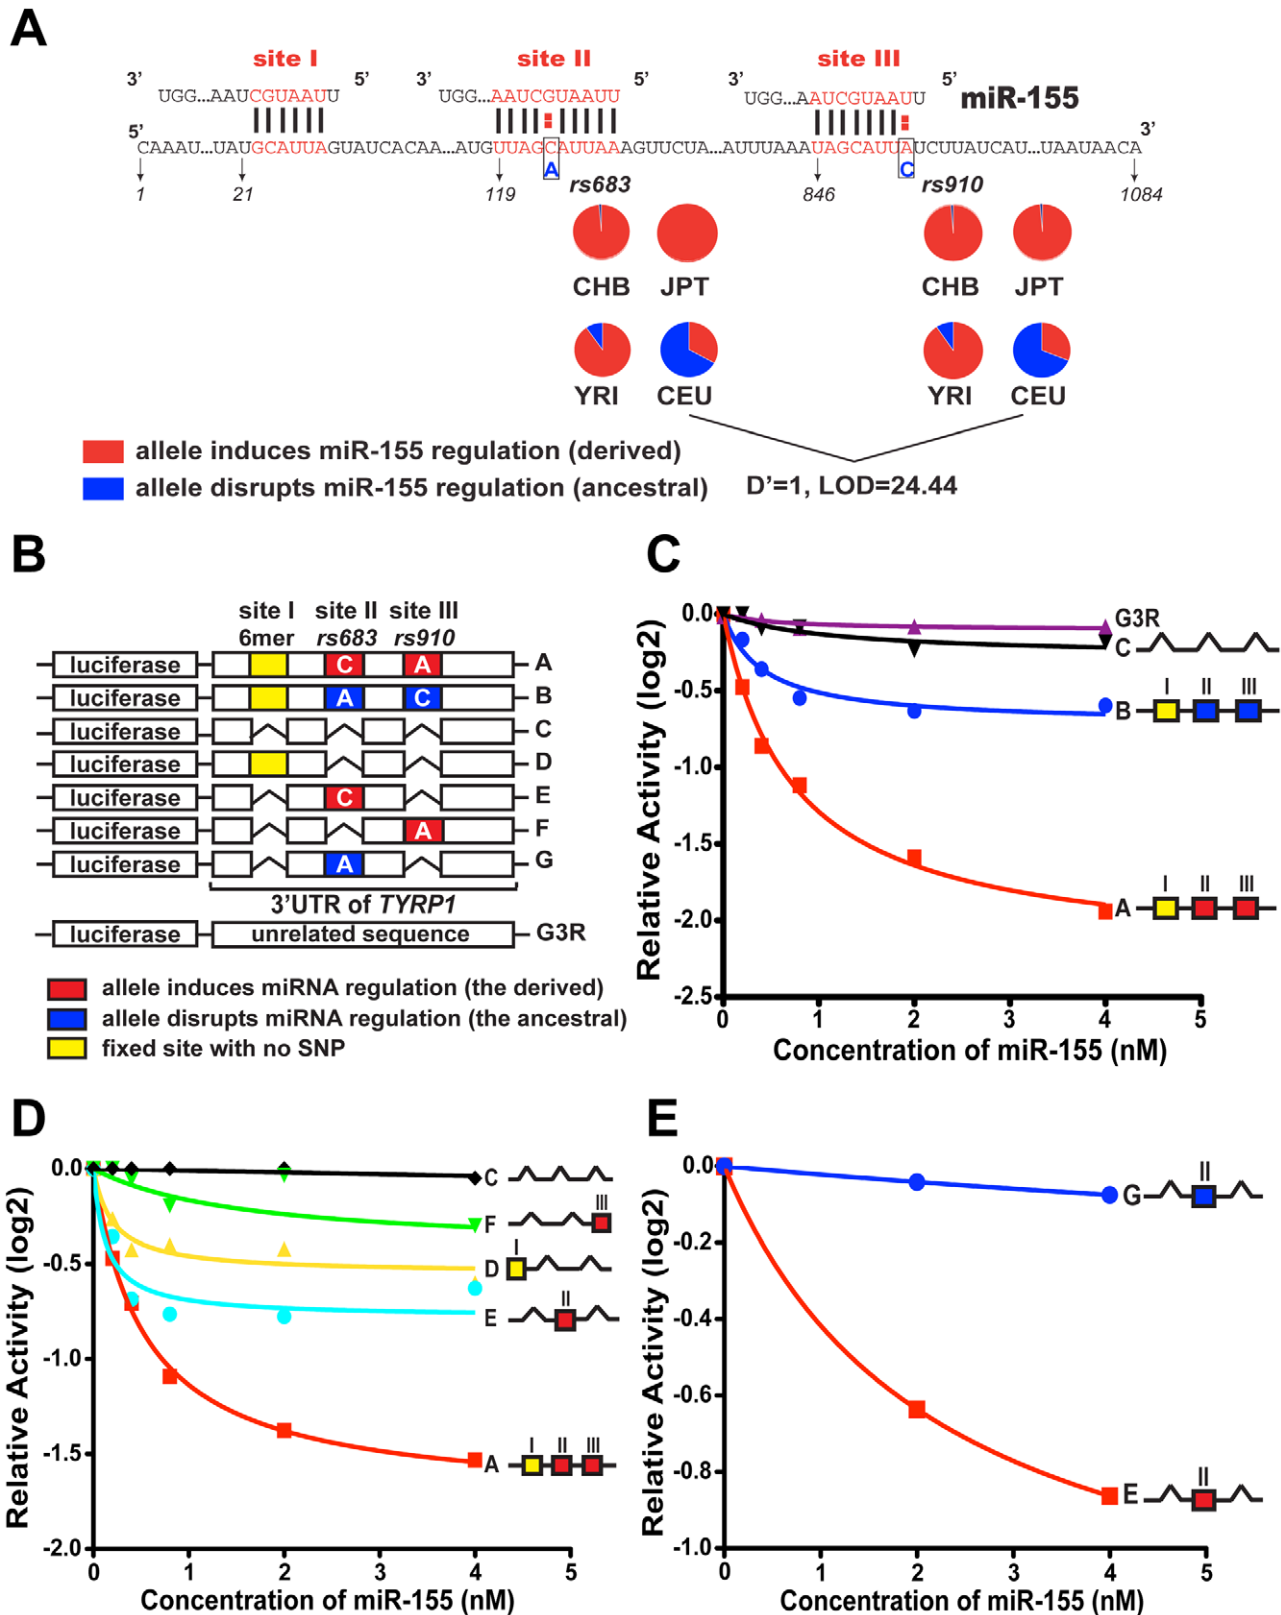 A
site I
site II
site III
3’
5’
3’
5’
3’
5’
UGG...AAUCGUAAUU
UGG...AAUCGUAAUU
UGG...AAUCGUAAUU
miR-155
5’
3’
CAAAU...UAUGCAUUAGUAUCACAA...AUGUUAGCAUUAAAGUUCUA...AUUUAAAUAGCAUUAUCUUAUCAU...UAAUAACA
A
C
1
21
119
rs683
846
rs910
1084
CHB
JPT
CHB
JPT
YRI
CEU
YRI
CEU
allele induces miR-155 regulation (derived)
allele disrupts miR-155 regulation (ancestral)
D’=1, LOD=24.44
B
site I
site II
site III
6mer
rs683
rs910
luciferase
C
A
A
luciferase
A
C
B
luciferase
C
luciferase
D
luciferase
C
E
luciferase
A
F
luciferase
A
G
3’UTR of TYRP1
luciferase
unrelated sequence
G3R
allele induces miRNA regulation (the derived)
allele disrupts miRNA regulation (the ancestral)
fixed site with no SNP
C
Relative Activity (log2)
0.0
-0.5
-1.0
-1.5
-2.0
-2.5
0
1
2
3
4
5
Concentration of miR-155 (nM)
G3R
C
B
I
II
III
A
I
II
III
D
Relative Activity (log2)
0.0
-0.5
-1.0
-1.5
-2.0
0
1
2
3
4
5
Concentration of miR-155 (nM)
C
F
III
D
I
E
II
A
I
II
III
E
Relative Activity (log2)
0.0
-0.2
-0.4
-0.6
-0.8
-1.0
0
1
2
3
4
5
Concentration of miR-155 (nM)
G
II
E
II